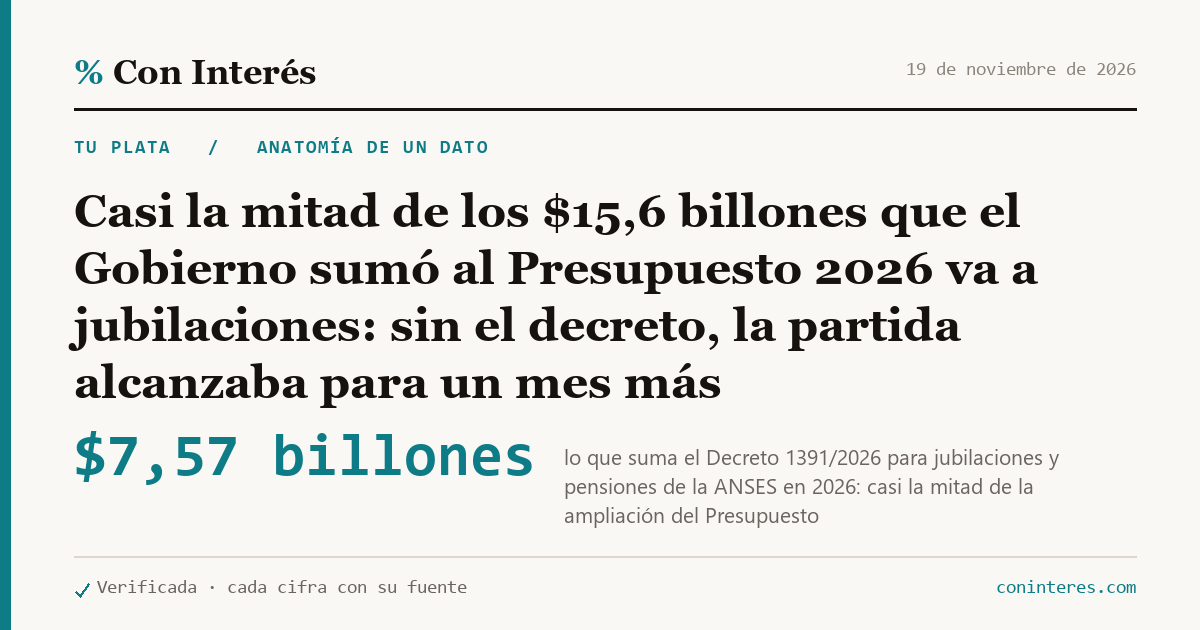 % Con Interés
19 de noviembre de 2026
TU PLATA / ANATOMÍA DE UN DATO
Casi la mitad de los $15,6 billones que el
Gobierno sumó al Presupuesto 2026 va a
jubilaciones: sin el decreto, la partida
alcanzaba para un mes más
$7,57 billones
lo que suma el Decreto 1391/2026 para jubilaciones y
pensiones de la ANSES en 2026: casi la mitad de la
ampliación del Presupuesto
✓ Verificada · cada cifra con su fuente
coninteres.com